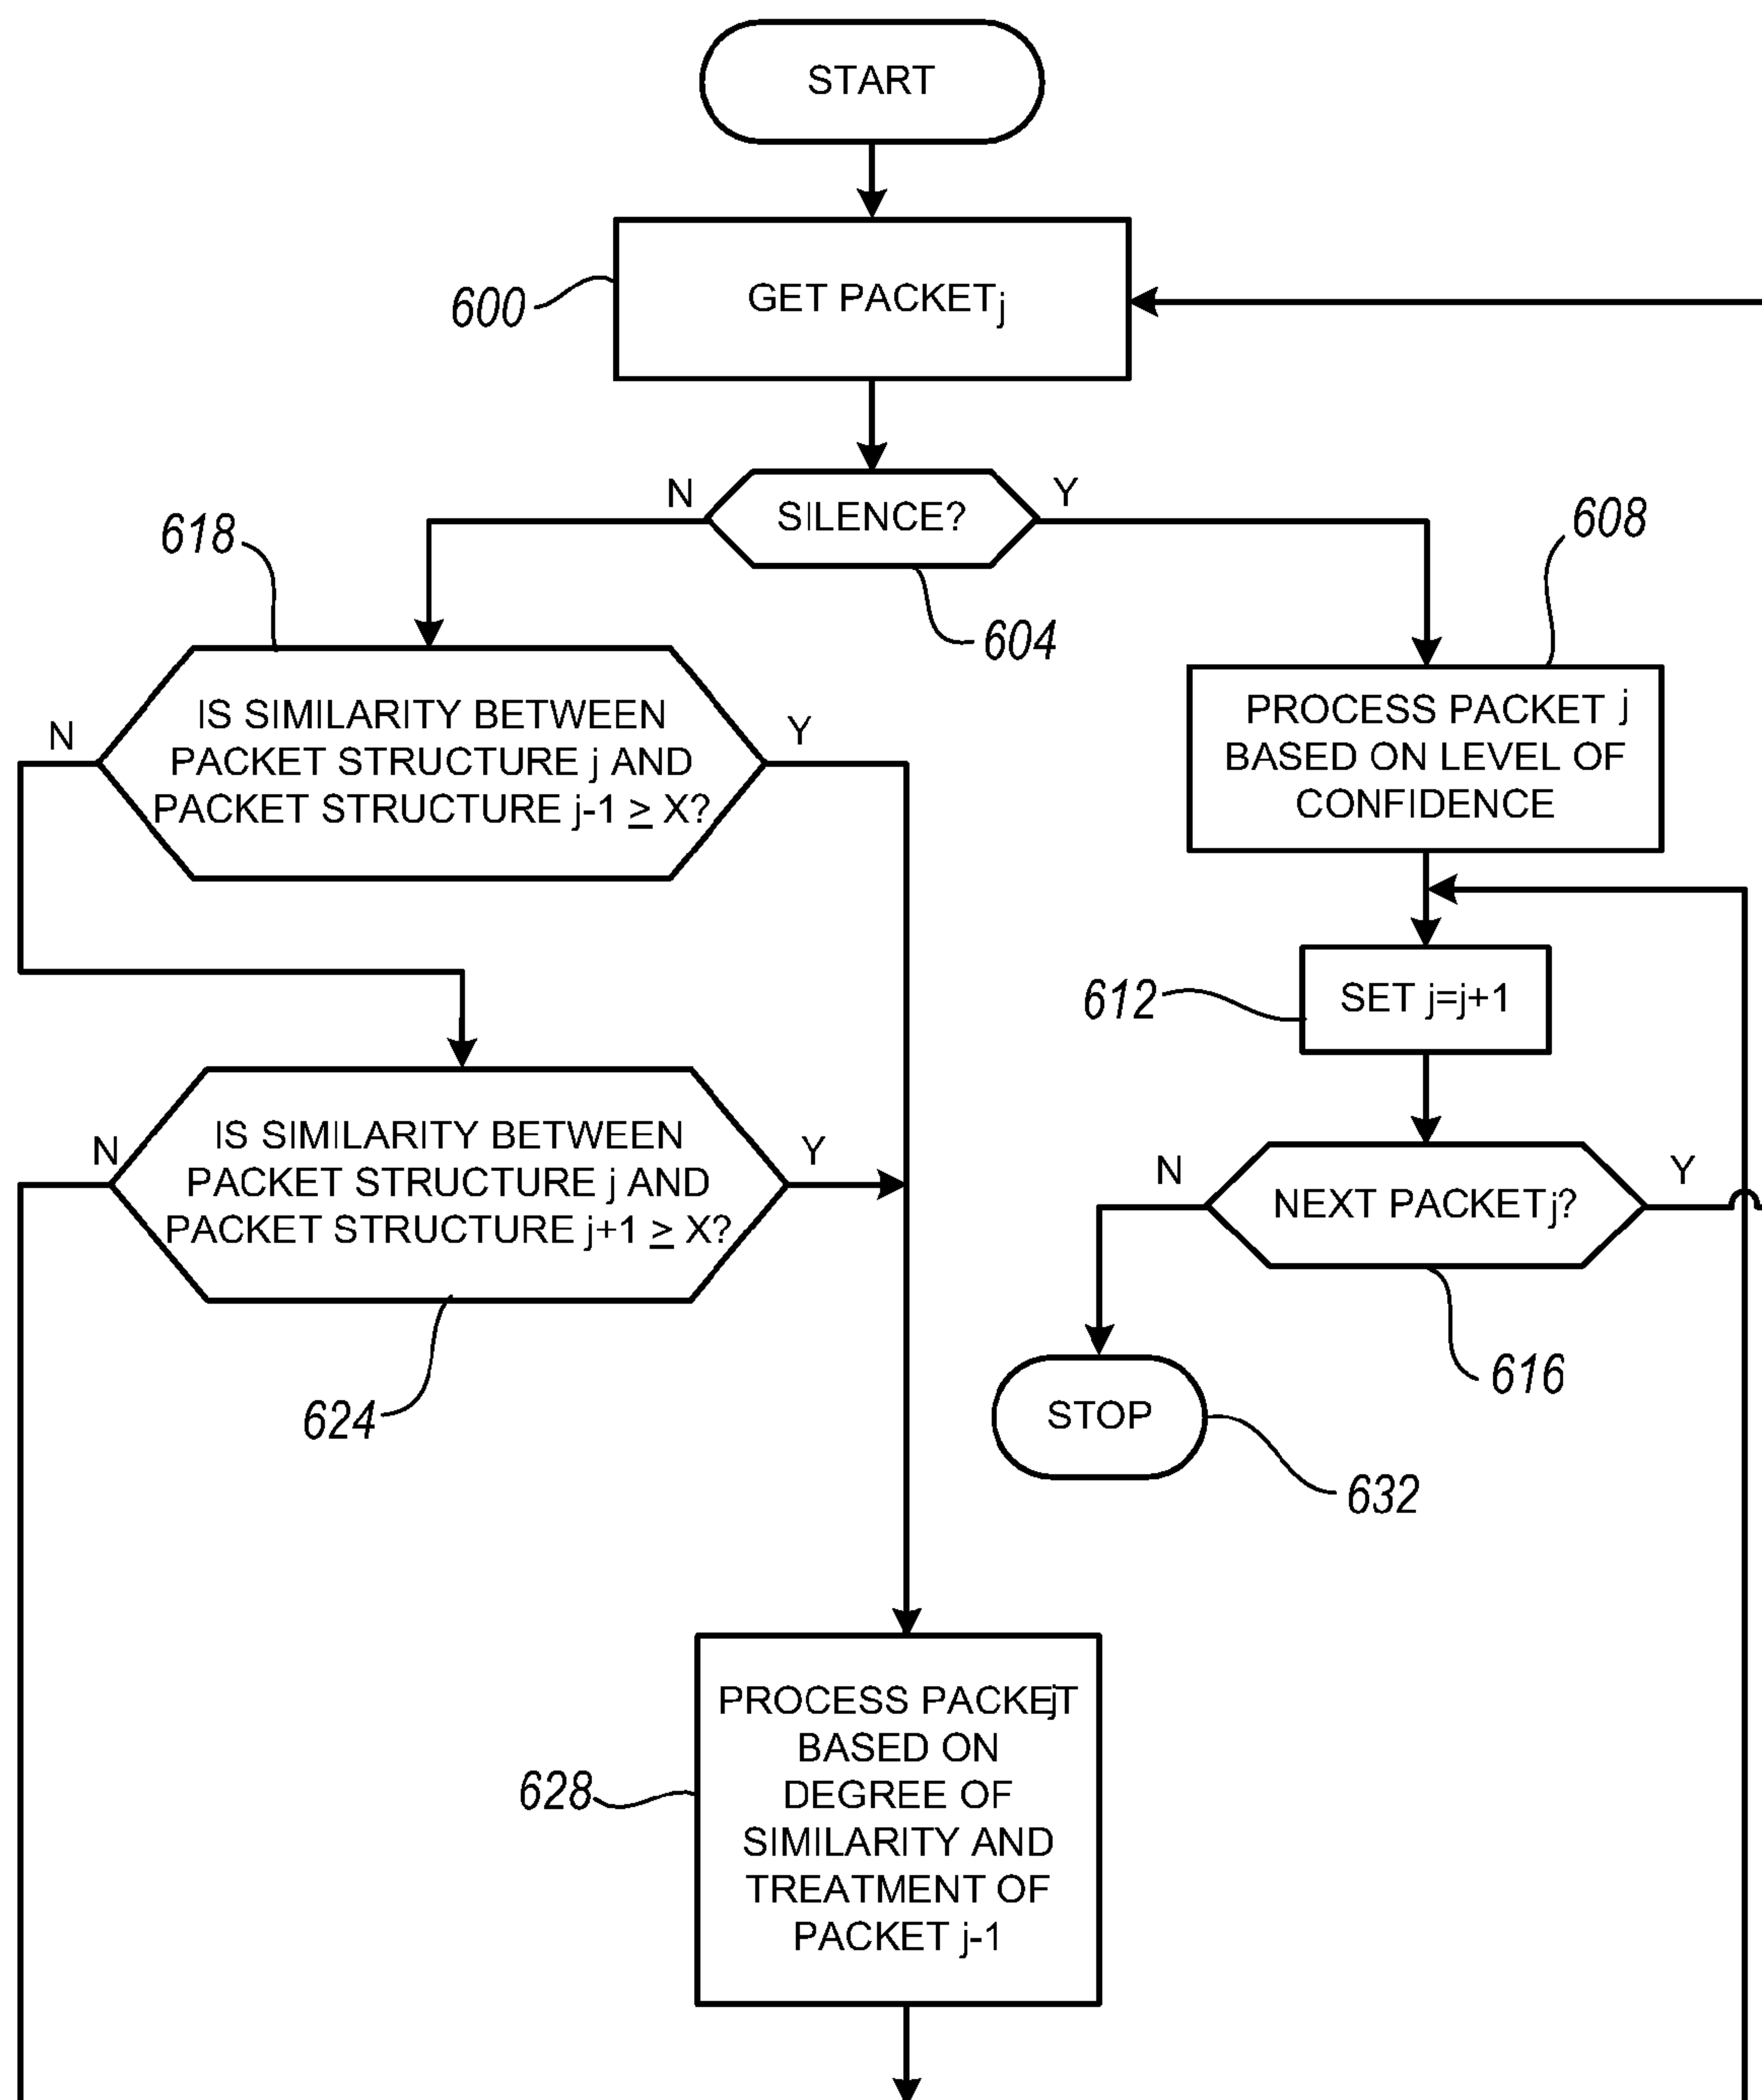 START
600
GET PACKETj
N
SILENCE?
Y
604
618
608
N
IS SIMILARITY BETWEEN
PACKET STRUCTURE j AND
PACKET STRUCTURE j-1 ≥ X?
Y
PROCESS PACKET j
BASED ON LEVEL OF
CONFIDENCE
612
SET j=j+1
N
IS SIMILARITY BETWEEN
PACKET STRUCTURE j AND
PACKET STRUCTURE j+1 ≥ X?
Y
624
N
NEXT PACKETj?
Y
616
STOP
632
628
PROCESS PACKETj
BASED ON
DEGREE OF
SIMILARITY AND
TREATMENT OF
PACKET j-1